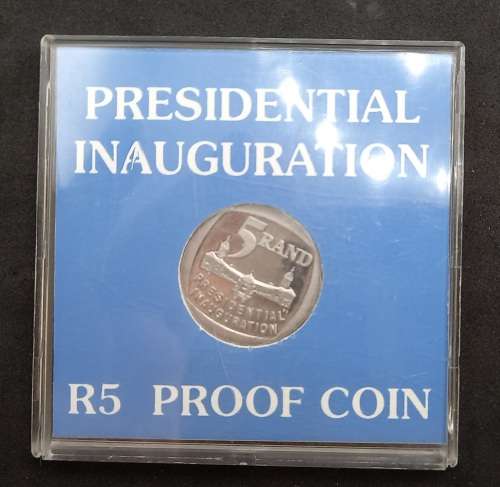 PRESIDENTIAL
INAUGURATION
5 RAND
PRESIDENTIAL
INAUGURATION
R5 PROOF COIN